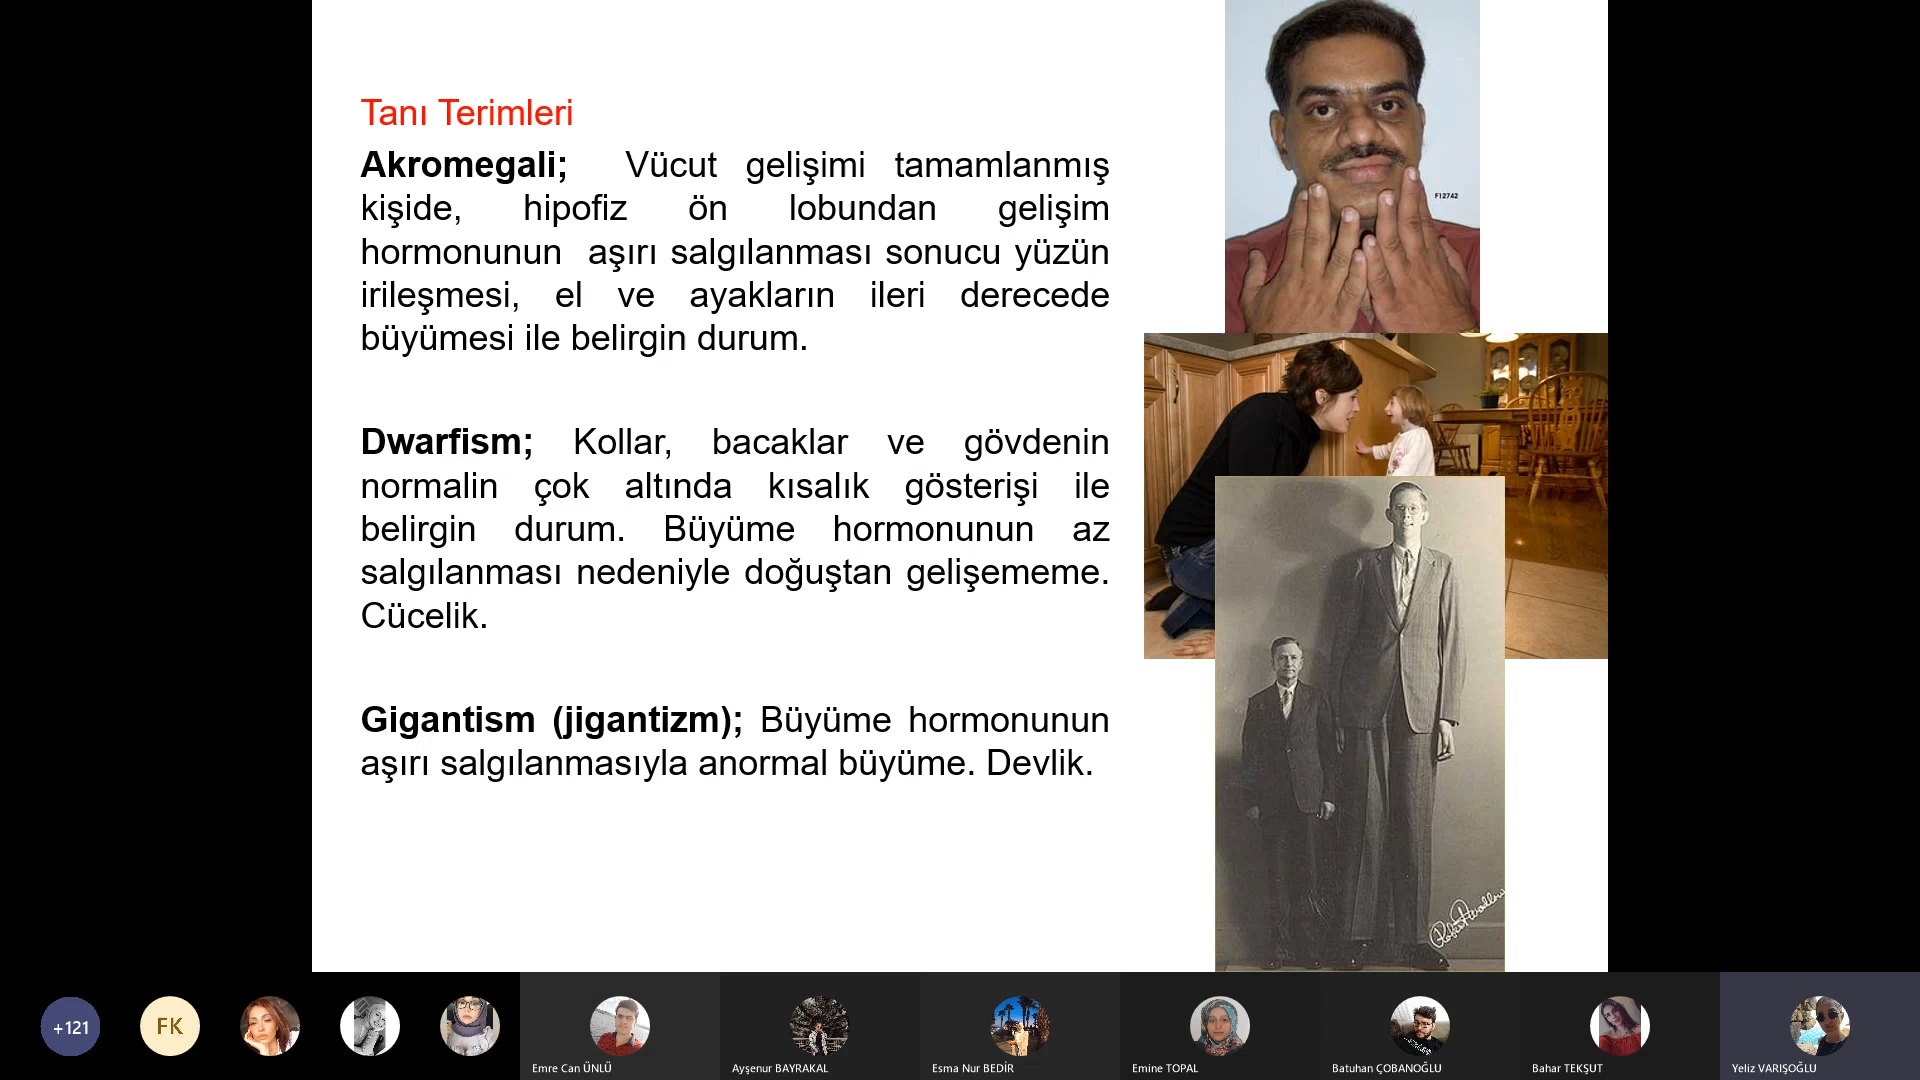 Tanı Terimleri
Akromegali; Vücut gelişimi tamamlanmış
kişide, hipofiz ön lobundan gelişim
hormonunun aşırı salgılanması sonucu yüzün
irileşmesi, el ve ayakların ileri derecede
büyümesi ile belirgin durum.
Dwarfism; Kollar, bacaklar ve gövdenin
normalin çok altında kısalık gösterişi ile
belirgin durum. Büyüme hormonunun az
salgılanması nedeniyle doğuştan gelişememe.
Cücelik.
Gigantism (jigantizm); Büyüme hormonunun
aşırı salgılanmasıyla anormal büyüme. Devlik.
F12742
+121
FK
Emre Can ÜNLÜ
Ayşenur BAYRAKAL
Esma Nur BEDİR
Emine TOPAL
Batuhan ÇOBANOĞLU
Bahar TEKŞUT
Yeliz VARIŞOĞLU